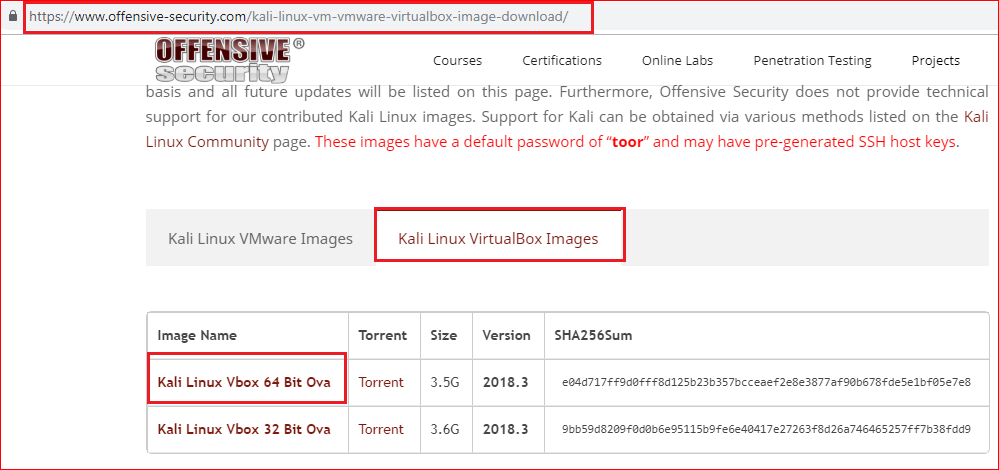 https://www.offensive-security.com/kali-linux-vm-vmware-virtualbox-image-download/
OFFENSIVE®
security
Courses Certifications Online Labs Penetration Testing Projects
basis and all future updates will be listed on this page. Furthermore, Offensive Security does not provide technical
support for our contributed Kali Linux images. Support for Kali can be obtained via various methods listed on the Kali
Linux Community page. These images have a default password of “toor” and may have pre-generated SSH host keys.
Kali Linux VMware Images Kali Linux VirtualBox Images
Image Name Torrent Size Version SHA256Sum
Kali Linux Vbox 64 Bit Ova Torrent 3.5G 2018.3 e04d717ff9d0fff8d125b23b357bcceaef2e8e3877af90b678fde5e1bf05e7e8
Kali Linux Vbox 32 Bit Ova Torrent 3.6G 2018.3 9bb59d8209f0d0b6e95115b9fe6e40417e27263f8d26a746465257ff7b38fdd9